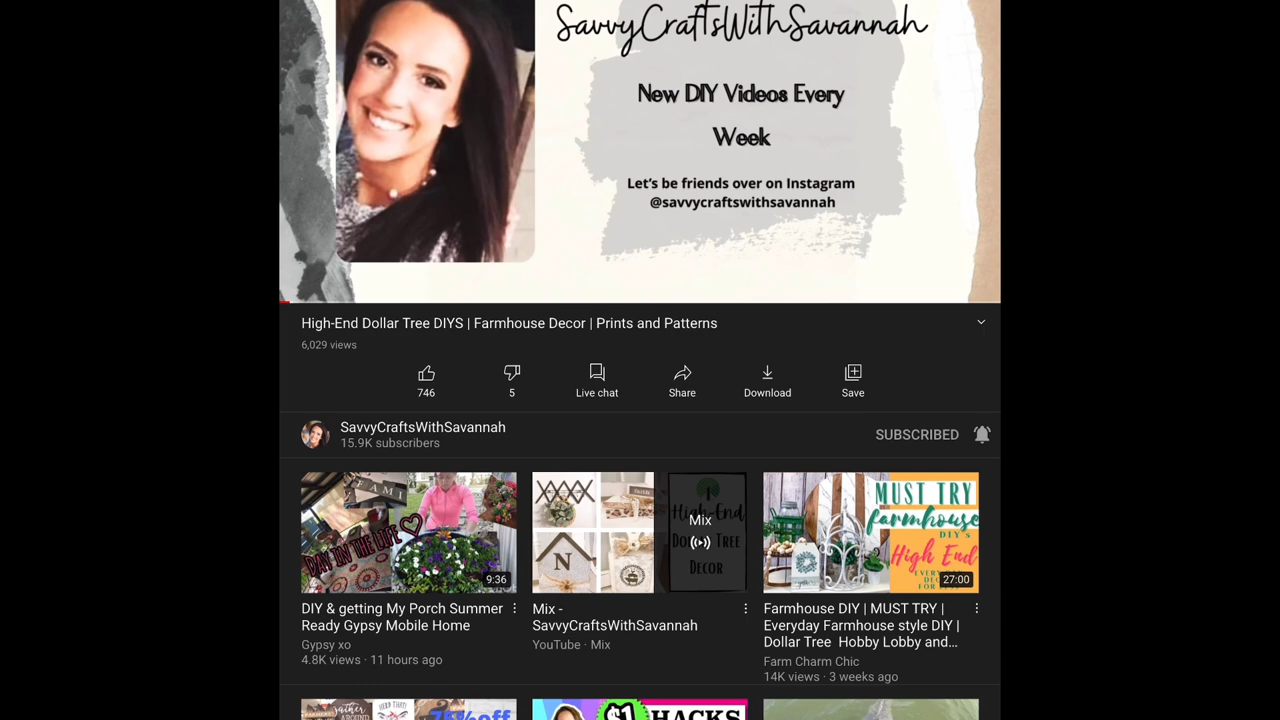 SavvyCraftsWithSavannah
New DIY Videos Every
Week
Let's be friends over on Instagram
@savvycraftswithsavannah
High-End Dollar Tree DIYS | Farmhouse Decor | Prints and Patterns
6,029 views
746
5
Live chat
Share
Download
Save
SavvyCraftsWithSavannah
15.9K subscribers
SUBSCRIBED
DAY IN THE LIFE
9:36
N
Mix
High-End
Dollar Tree
Decor
MUST TRY
farmhouse
DIY's
High End
27:00
DIY & getting My Porch Summer
Ready Gypsy Mobile Home
Gypsy xo
4.8K views · 11 hours ago
Mix -
SavvyCraftsWithSavannah
YouTube · Mix
Farmhouse DIY | MUST TRY |
Everyday Farmhouse style DIY |
Dollar Tree Hobby Lobby and...
Farm Charm Chic
14K views · 3 weeks ago
gather
AROUND
75% off
$1 HACKS